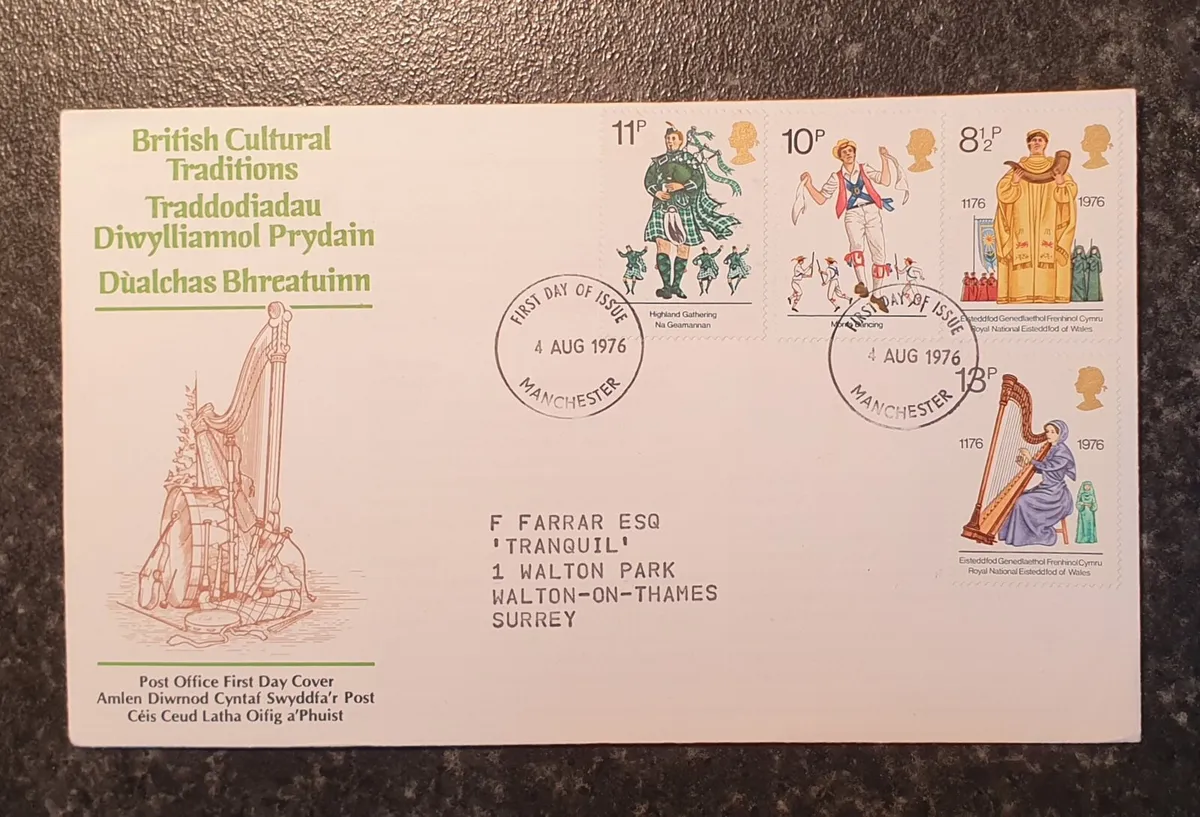 British Cultural
Traditions
Traddodiadau
Diwylliannol Prydain
Dùalchas Bhreatuinn
11P
Highland Gathering
Na Geamannan
10P
Morris Dancing
8½P
1176 1976
Eisteddfod Genedlaethol Frenhinol Cymru
Royal National Eisteddfod of Wales
FIRST DAY OF ISSUE
4 AUG 1976
MANCHESTER
FIRST DAY OF ISSUE
4 AUG 1976
MANCHESTER
13P
1176 1976
Eisteddfod Genedlaethol Frenhinol Cymru
Royal National Eisteddfod of Wales
F FARRAR ESQ
'TRANQUIL'
1 WALTON PARK
WALTON-ON-THAMES
SURREY
Post Office First Day Cover
Amlen Diwrnod Cyntaf Swyddfa'r Post
Céis Ceud Latha Oifig a'Phuist